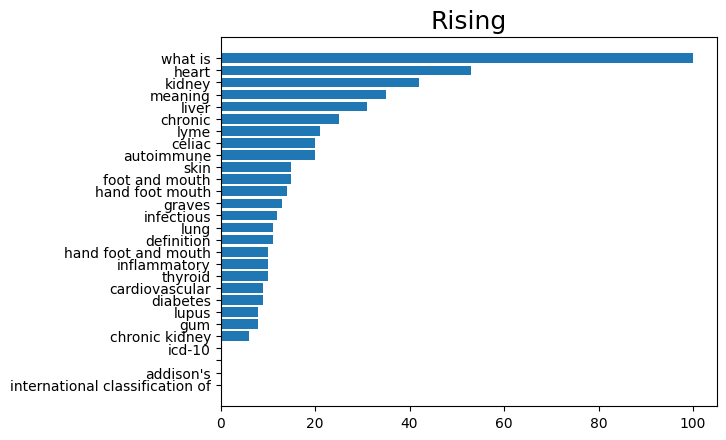 Rising
what is
heart
kidney
meaning
liver
chronic
lyme
celiac
autoimmune
skin
foot and mouth
hand foot mouth
graves
infectious
lung
definition
hand foot and mouth
inflammatory
thyroid
cardiovascular
diabetes
lupus
gum
chronic kidney
icd-10
addison's
international classification of
0 20 40 60 80 100